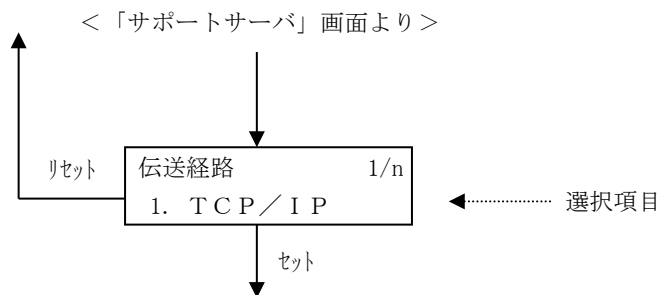 ＜「サポートサーバ」画面より＞
ﾘｾｯﾄ
伝送経路 1/n
1. ＴＣＰ／ＩＰ
選択項目
ｾｯﾄ